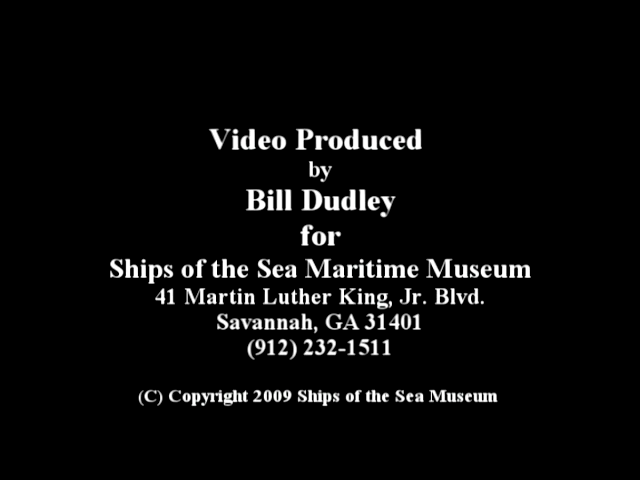 Video Produced
by
Bill Dudley
for
Ships of the Sea Maritime Museum
41 Martin Luther King, Jr. Blvd.
Savannah, GA 31401
(912) 232-1511
(C) Copyright 2009 Ships of the Sea Museum